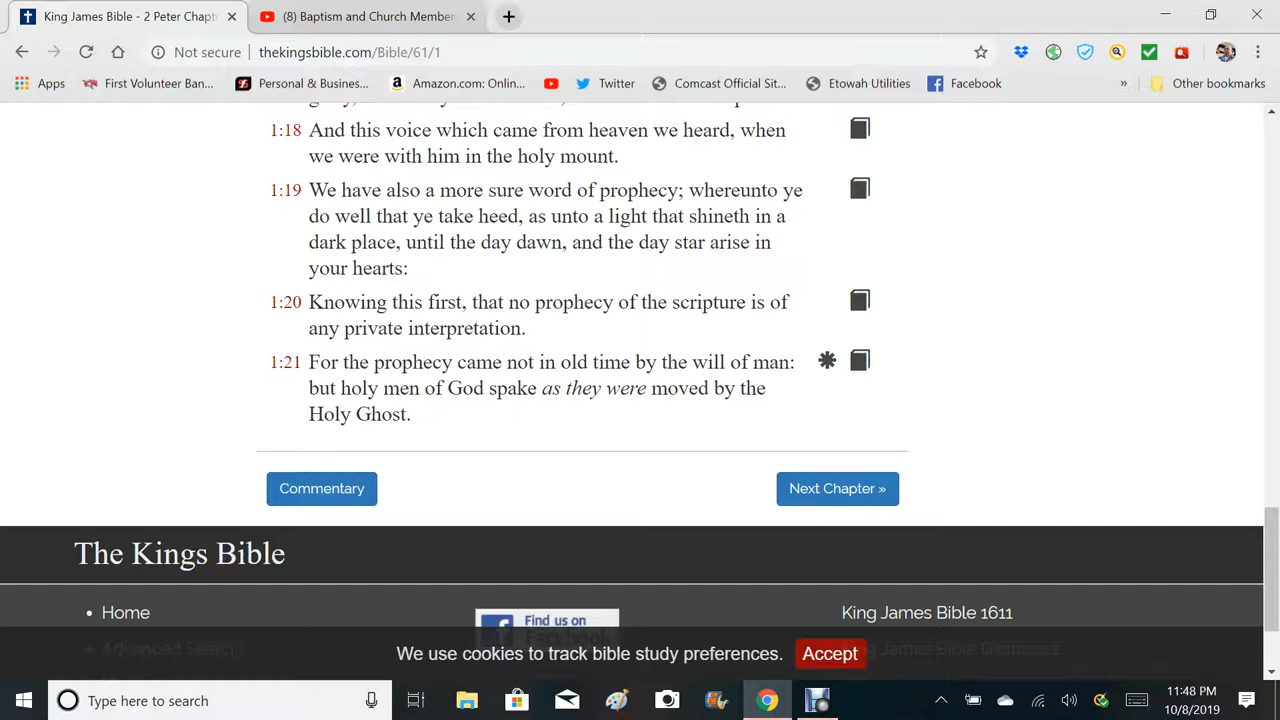 King James Bible - 2 Peter Chapt
(8) Baptism and Church Member
Not secure
thekingsbible.com/Bible/61/1
Apps
First Volunteer Ban...
Personal & Busines...
Amazon.com: Onlin...
Twitter
Comcast Official Sit...
Etowah Utilities
Facebook
»
Other bookmarks
1:18 And this voice which came from heaven we heard, when
we were with him in the holy mount.
1:19 We have also a more sure word of prophecy; whereunto ye
do well that ye take heed, as unto a light that shineth in a
dark place, until the day dawn, and the day star arise in
your hearts:
1:20 Knowing this first, that no prophecy of the scripture is of
any private interpretation.
1:21 For the prophecy came not in old time by the will of man:
but holy men of God spake as they were moved by the
Holy Ghost.
Commentary
Next Chapter »
The Kings Bible
• Home
Find us on
Facebook
King James Bible 1611
• Advanced Search
King James Bible Dictionary
We use cookies to track bible study preferences.
Accept
Type here to search
11:48 PM
10/8/2019